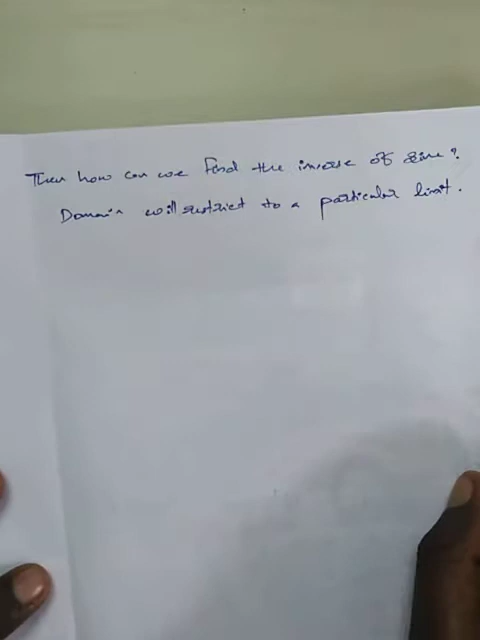 Then how can we find the inverse of sine?
Domain will restrict to a particular limit.